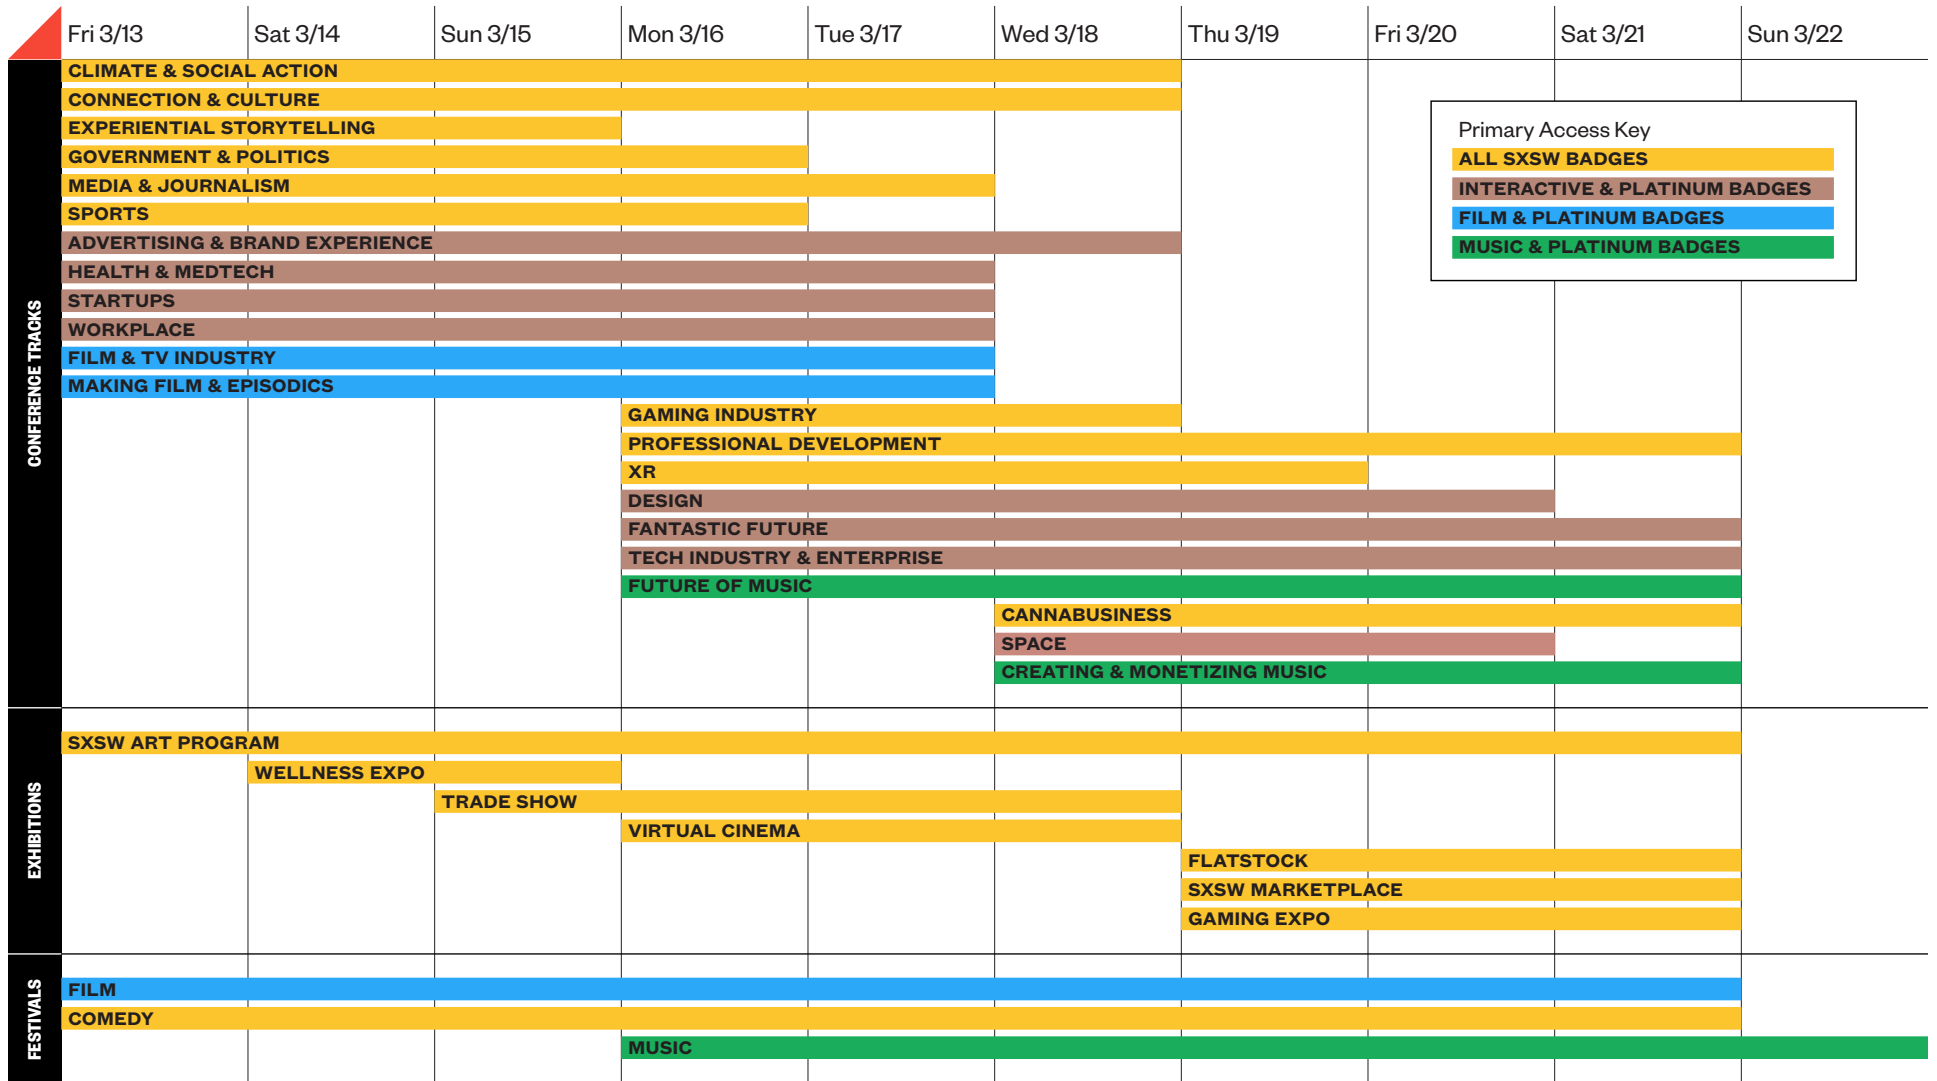 Fri 3/13 Sat 3/14 Sun 3/15 Mon 3/16 Tue 3/17 Wed 3/18 Thu 3/19 Fri 3/20 Sat 3/21 Sun 3/22
CONFERENCE TRACKS
CLIMATE & SOCIAL ACTION
CONNECTION & CULTURE
EXPERIENTIAL STORYTELLING
GOVERNMENT & POLITICS
MEDIA & JOURNALISM
SPORTS
ADVERTISING & BRAND EXPERIENCE
HEALTH & MEDTECH
STARTUPS
WORKPLACE
FILM & TV INDUSTRY
MAKING FILM & EPISODICS
GAMING INDUSTRY
PROFESSIONAL DEVELOPMENT
XR
DESIGN
FANTASTIC FUTURE
TECH INDUSTRY & ENTERPRISE
FUTURE OF MUSIC
CANNABUSINESS
SPACE
CREATING & MONETIZING MUSIC
Primary Access Key
ALL SXSW BADGES
INTERACTIVE & PLATINUM BADGES
FILM & PLATINUM BADGES
MUSIC & PLATINUM BADGES
EXHIBITIONS
SXSW ART PROGRAM
WELLNESS EXPO
TRADE SHOW
VIRTUAL CINEMA
FLATSTOCK
SXSW MARKETPLACE
GAMING EXPO
FESTIVALS
FILM
COMEDY
MUSIC